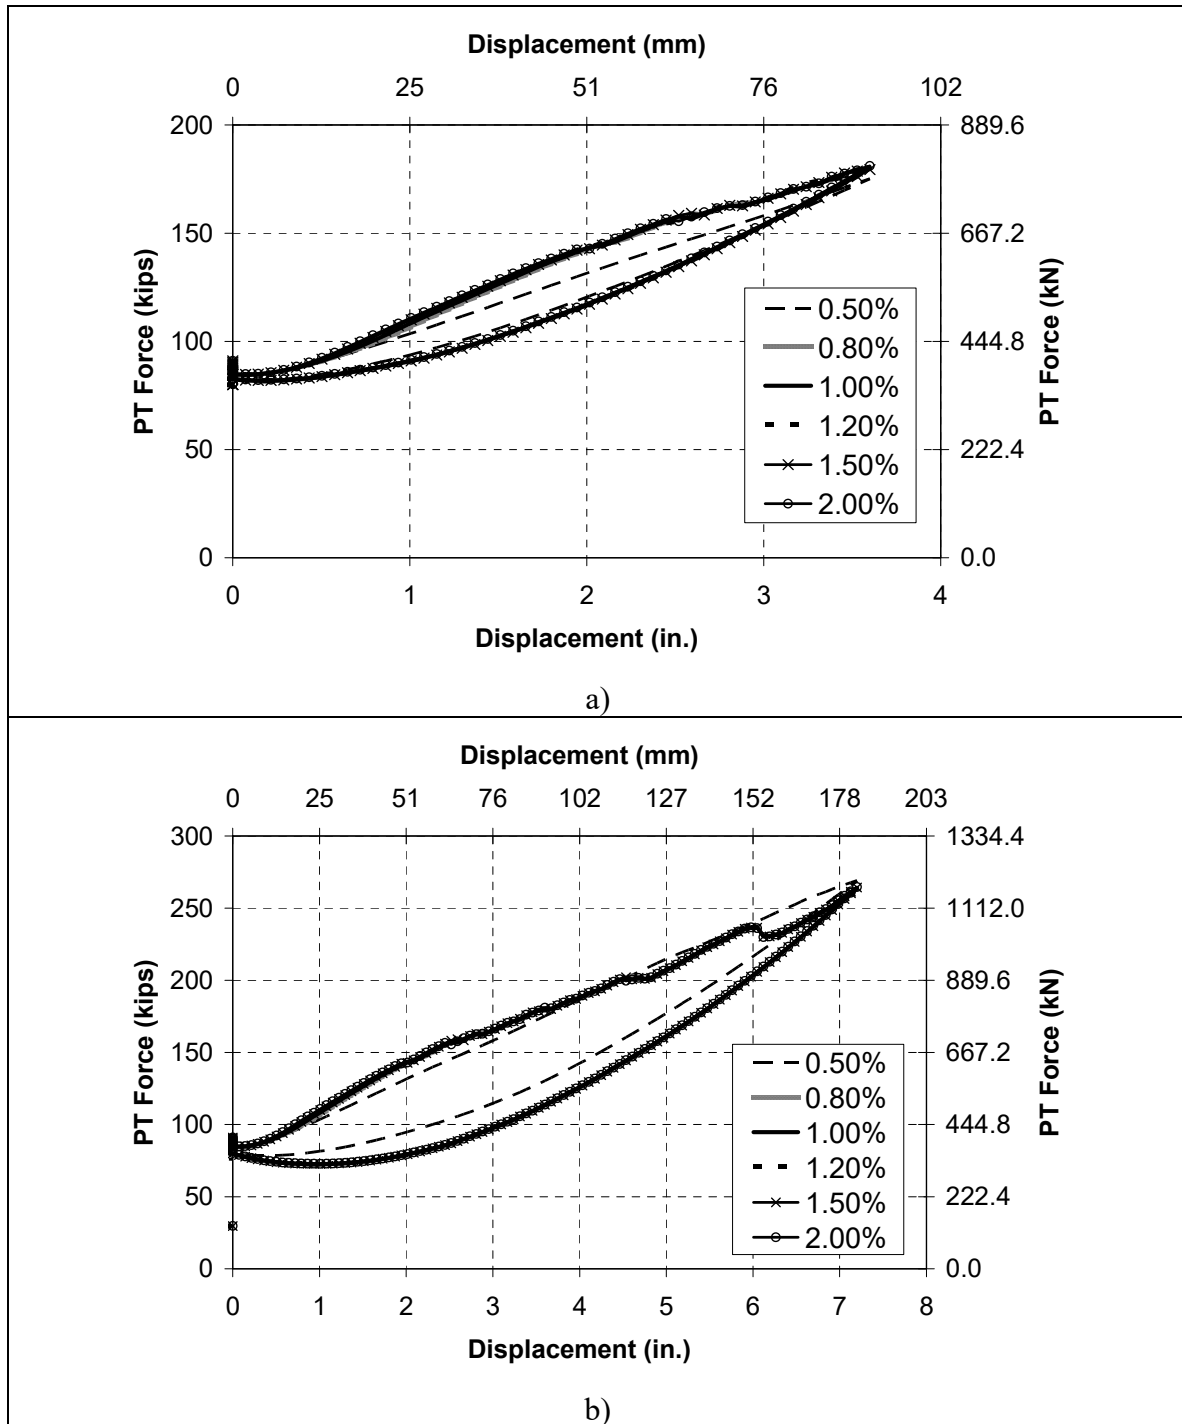 Displacement (mm)
0 25 51 76 102
200 889.6
150 667.2
100 444.8
50 222.4
0 0.0
PT Force (kips)
PT Force (kN)
0.50%
0.80%
1.00%
1.20%
1.50%
2.00%
0 1 2 3 4
Displacement (in.)
a)
Displacement (mm)
0 25 51 76 102 127 152 178 203
300 1334.4
250 1112.0
200 889.6
150 667.2
100 444.8
50 222.4
0 0.0
PT Force (kips)
PT Force (kN)
0.50%
0.80%
1.00%
1.20%
1.50%
2.00%
0 1 2 3 4 5 6 7 8
Displacement (in.)
b)